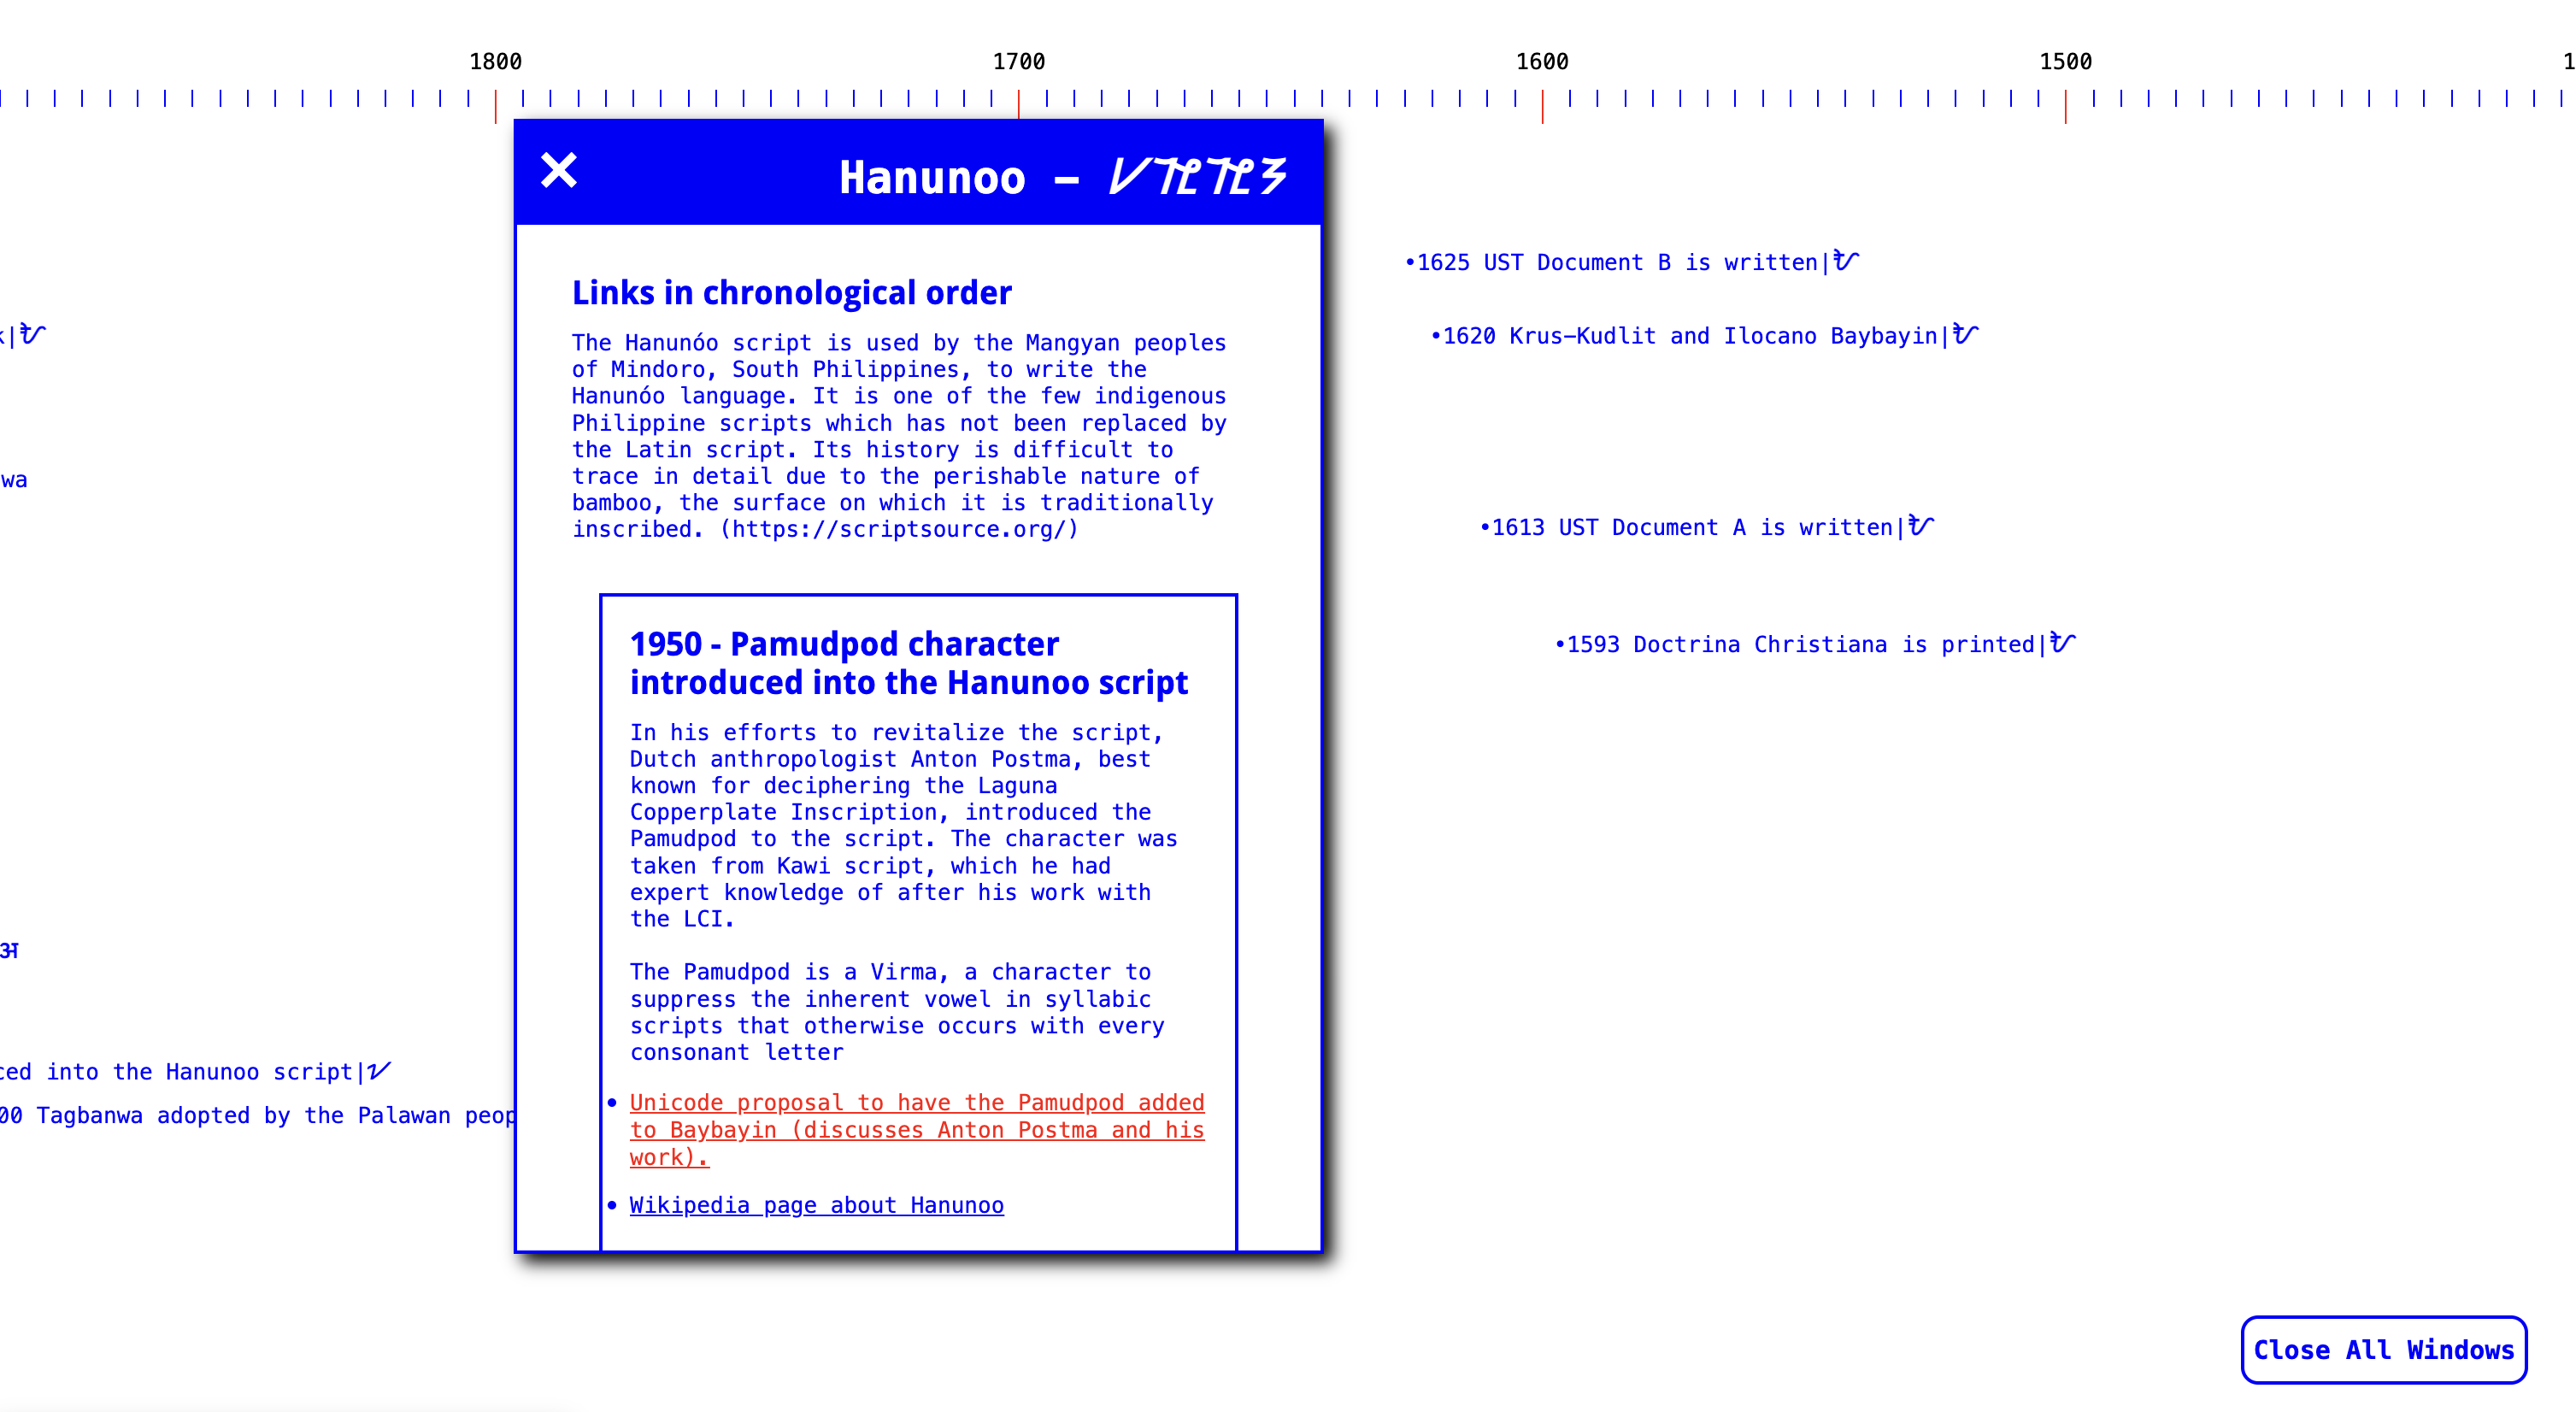 1800 1700 1600 1500 1
Hanunoo – ᜱᜨᜳᜨᜳᜢ
Links in chronological order
The Hanunóo script is used by the Mangyan peoples
of Mindoro, South Philippines, to write the
Hanunóo language. It is one of the few indigenous
Philippine scripts which has not been replaced by
the Latin script. Its history is difficult to
trace in detail due to the perishable nature of
bamboo, the surface on which it is traditionally
inscribed. (https://scriptsource.org/)
1950 - Pamudpod character
introduced into the Hanunoo script
In his efforts to revitalize the script,
Dutch anthropologist Anton Postma, best
known for deciphering the Laguna
Copperplate Inscription, introduced the
Pamudpod to the script. The character was
taken from Kawi script, which he had
expert knowledge of after his work with
the LCI.
The Pamudpod is a Virma, a character to
suppress the inherent vowel in syllabic
scripts that otherwise occurs with every
consonant letter
• Unicode proposal to have the Pamudpod added
to Baybayin (discusses Anton Postma and his
work).
• Wikipedia page about Hanunoo
•1625 UST Document B is written|
•1620 Krus–Kudlit and Ilocano Baybayin|
•1613 UST Document A is written|
•1593 Doctrina Christiana is printed|
wa
अ
ced into the Hanunoo script|
00 Tagbanwa adopted by the Palawan peop
Close All Windows